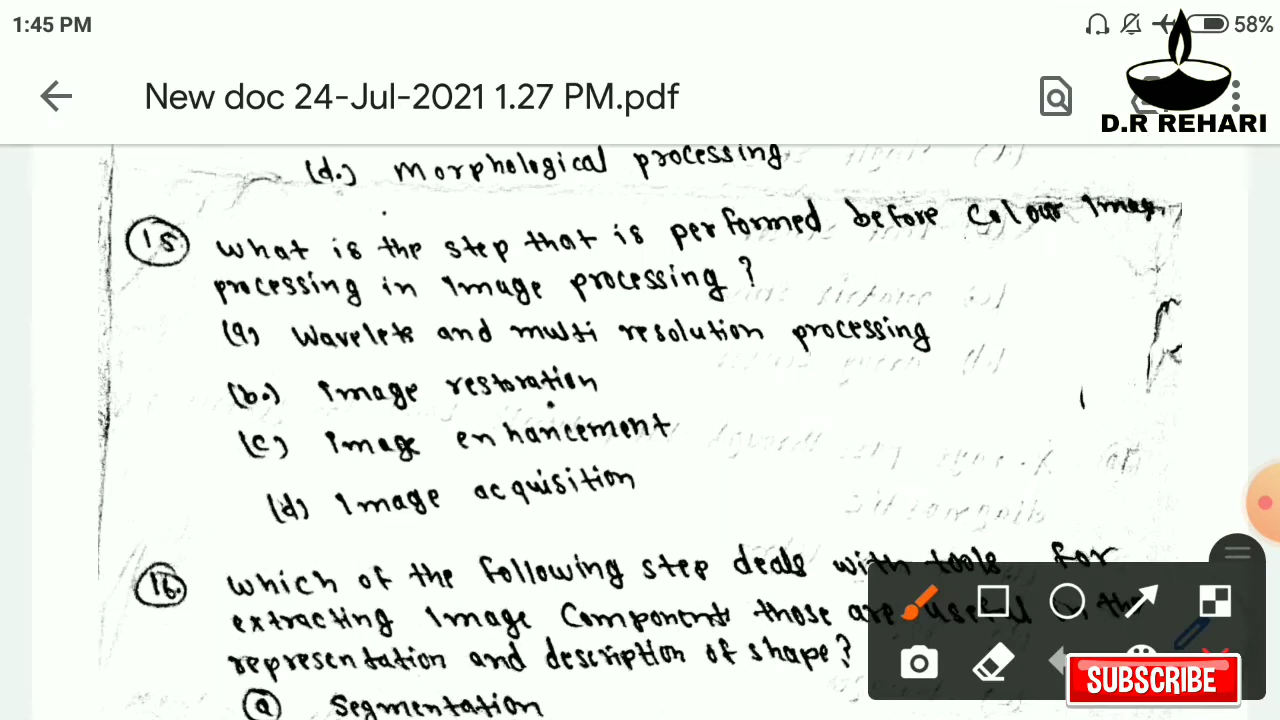 1:45 PM
58%
New doc 24-Jul-2021 1.27 PM.pdf
D.R REHARI
(d.) Morphological processing
(15) What is the step that is performed before Colour Image
processing in Image processing ?
(a) Wavelets and multi resolution processing
(b.) Image restoration
(c) Image enhancement
(d) Image acquisition
(16.) Which of the following step deals with tools for
extracting Image Components those are useful in the
representation and description of shape?
(a) Segmentation
SUBSCRIBE